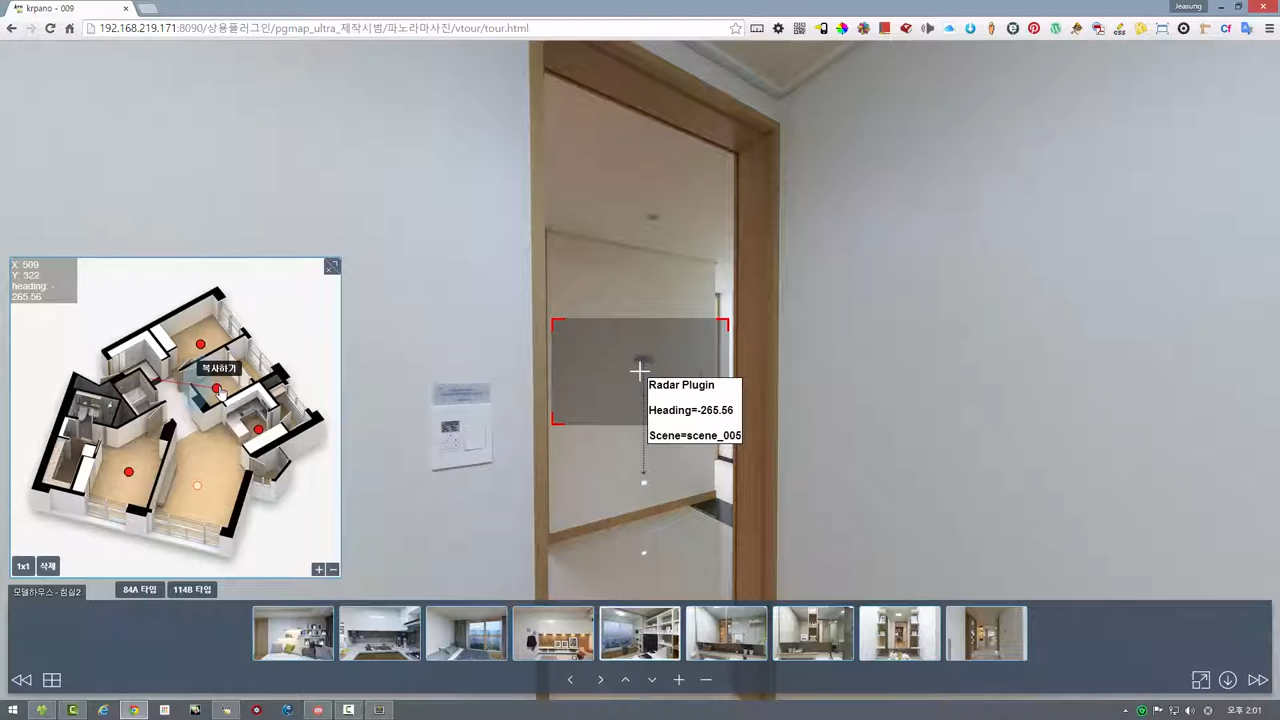 krpano - 009
Jeasung
192.168.219.171:8090/상용플러그인/pgmap_ultra_제작시범/파노라마사진/vtour/tour.html
X: 509
Y: 322
heading: -
265.56
복사하기
Radar Plugin
Heading=-265.56
Scene=scene_005
1x1 삭제
모델하우스 - 침실2
84A 타입 114B 타입
오후 2:01